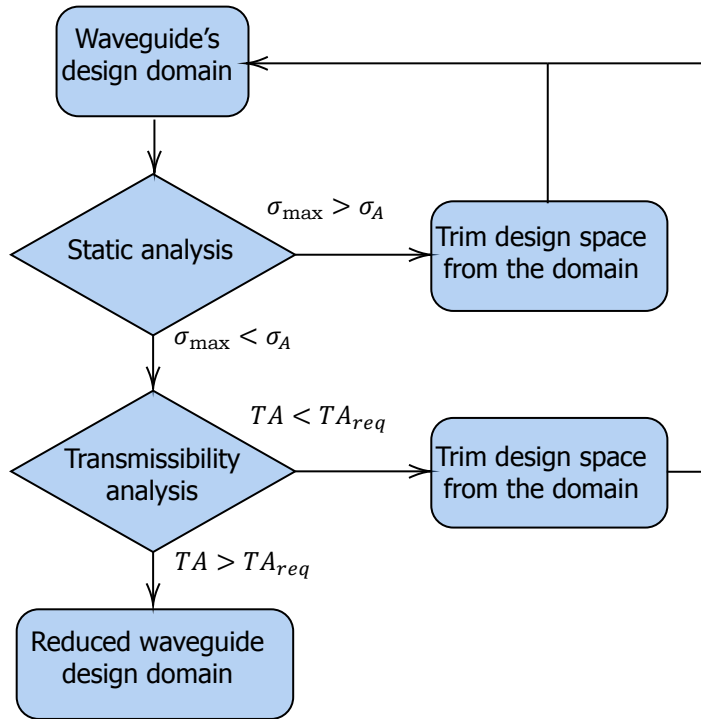 Waveguide’s
design domain
σmax > σA
Static analysis
Trim design space
from the domain
σmax < σA
TA < TAreq
Transmissibility
analysis
Trim design space
from the domain
TA > TAreq
Reduced waveguide
design domain